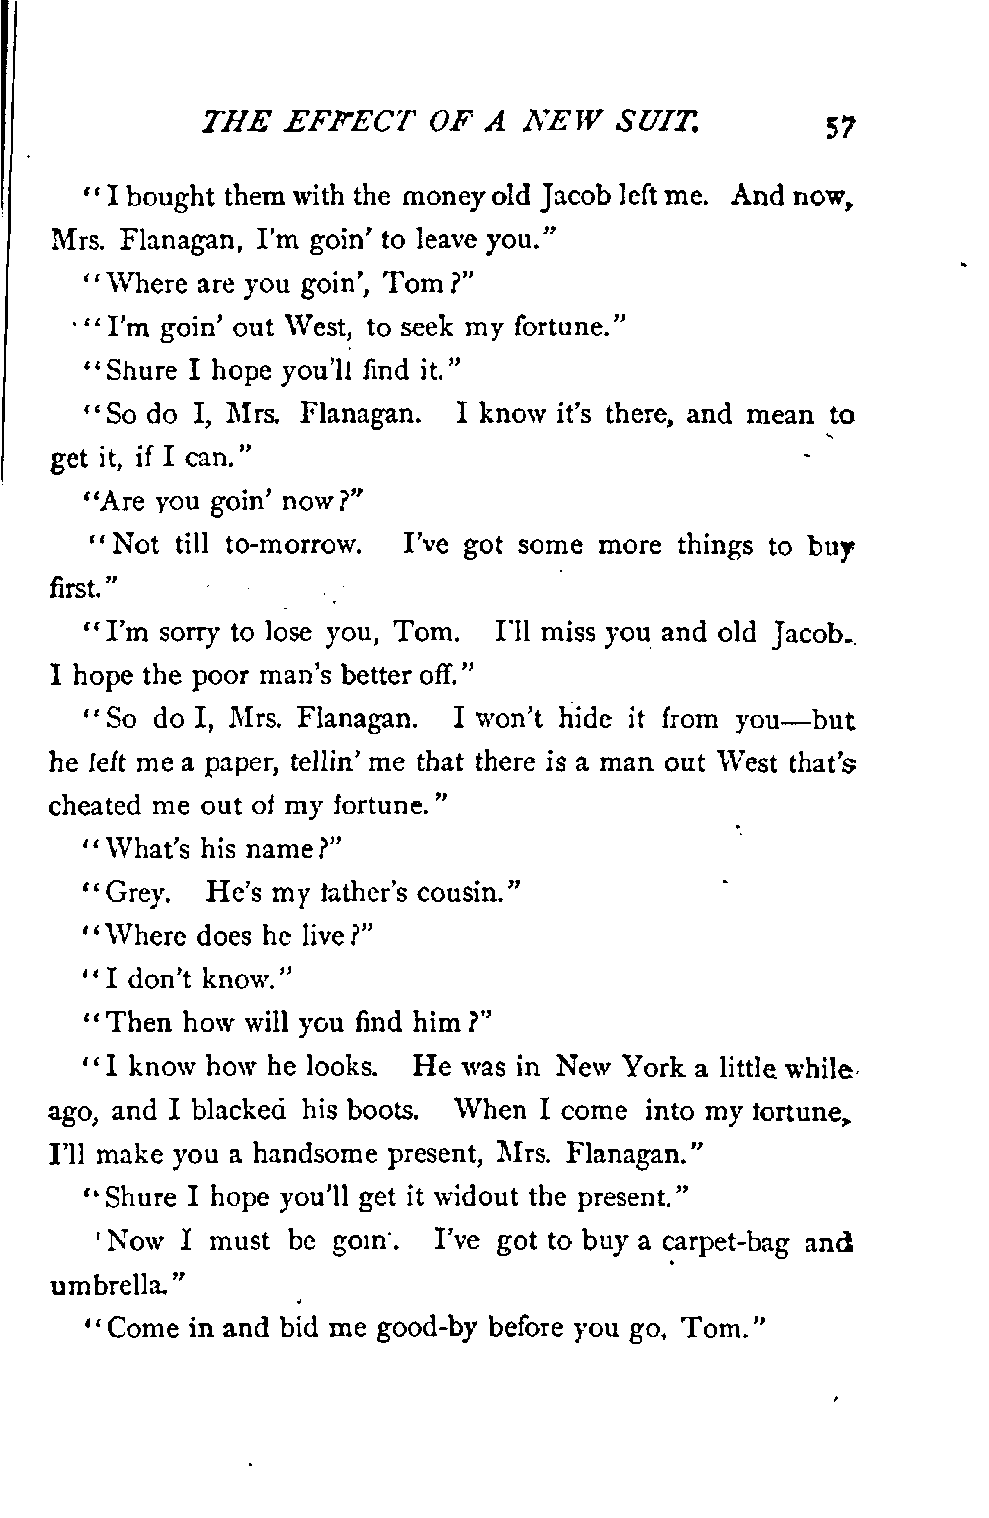 THE EFFECT OF A NEW SUIT. 57
"I bought them with the money old Jacob left me. And now,
Mrs. Flanagan, I'm goin' to leave you."
"Where are you goin', Tom?"
"I'm goin' out West, to seek my fortune."
"Shure I hope you'll find it."
"So do I, Mrs. Flanagan. I know it's there, and mean to
get it, if I can."
"Are you goin' now?"
"Not till to-morrow. I've got some more things to buy
first."
"I'm sorry to lose you, Tom. I'll miss you and old Jacob.
I hope the poor man's better off."
"So do I, Mrs. Flanagan. I won't hide it from you—but
he left me a paper, tellin' me that there is a man out West that's
cheated me out of my fortune."
"What's his name?"
"Grey. He's my father's cousin."
"Where does he live?"
"I don't know."
"Then how will you find him?"
"I know how he looks. He was in New York a little while
ago, and I blacked his boots. When I come into my fortune,
I'll make you a handsome present, Mrs. Flanagan."
"Shure I hope you'll get it widout the present."
'Now I must be goin'. I've got to buy a carpet-bag and
umbrella."
"Come in and bid me good-by before you go, Tom."